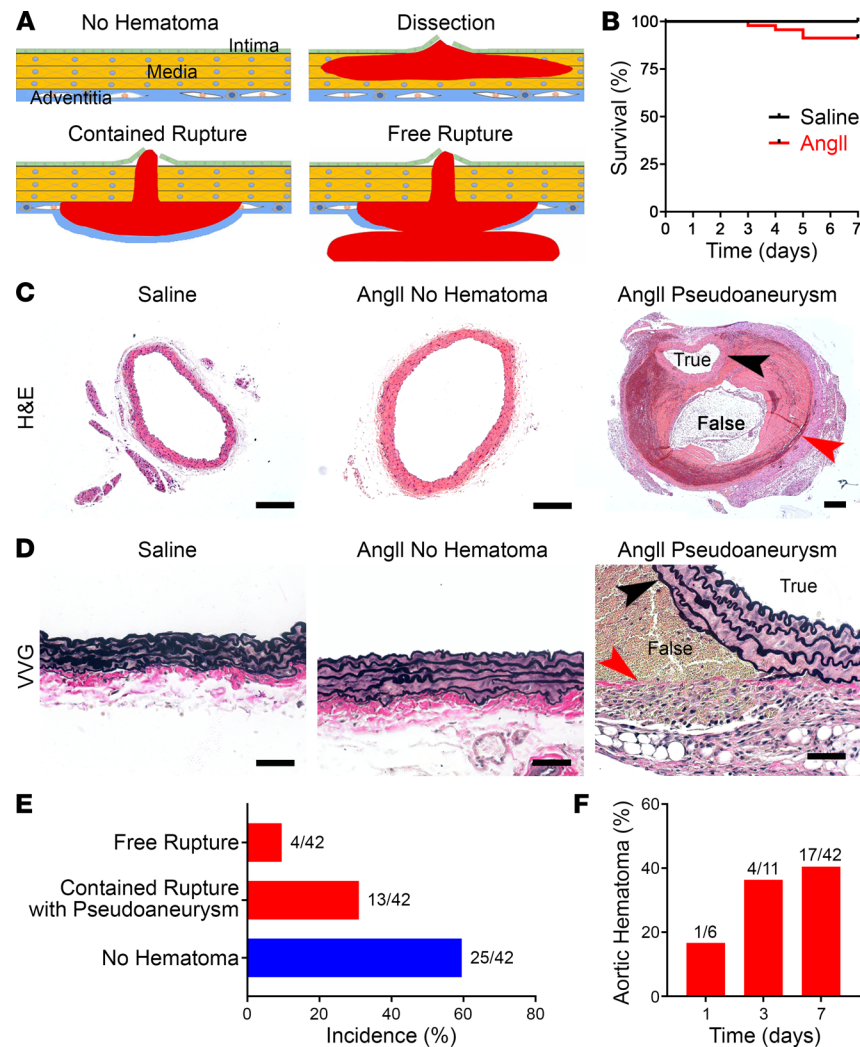 A
No Hematoma
Intima
Media
Adventitia
Dissection
Contained Rupture
Free Rupture
B
Survival (%)
100
75
50
25
0
0 1 2 3 4 5 6 7
Time (days)
Saline
AngII
C
Saline
AngII No Hematoma
AngII Pseudoaneurysm
H&E
True
False
D
Saline
AngII No Hematoma
AngII Pseudoaneurysm
VVG
True
False
E
Free Rupture
4/42
Contained Rupture
with Pseudoaneurysm
13/42
No Hematoma
25/42
0 20 40 60 80
Incidence (%)
F
Aortic Hematoma (%)
60
40
20
0
1/6
4/11
17/42
1 3 7
Time (days)